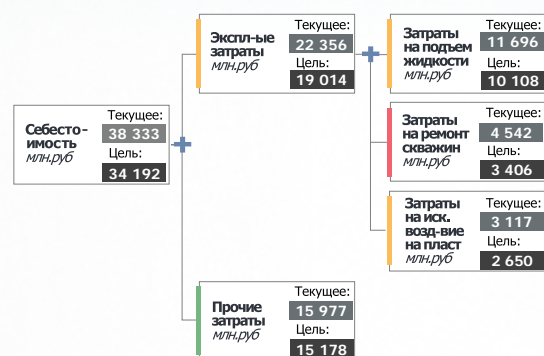 Себесто-
имость
млн.руб
Текущее:
38 333
Цель:
34 192
Экспл-ые
затраты
млн.руб
Текущее:
22 356
Цель:
19 014
Прочие
затраты
млн.руб
Текущее:
15 977
Цель:
15 178
Затраты
на подъем
жидкости
млн.руб
Текущее:
11 696
Цель:
10 108
Затраты
на ремонт
скважин
млн.руб
Текущее:
4 542
Цель:
3 406
Затраты
на иск.
возд-вие
на пласт
млн.руб
Текущее:
3 117
Цель:
2 650